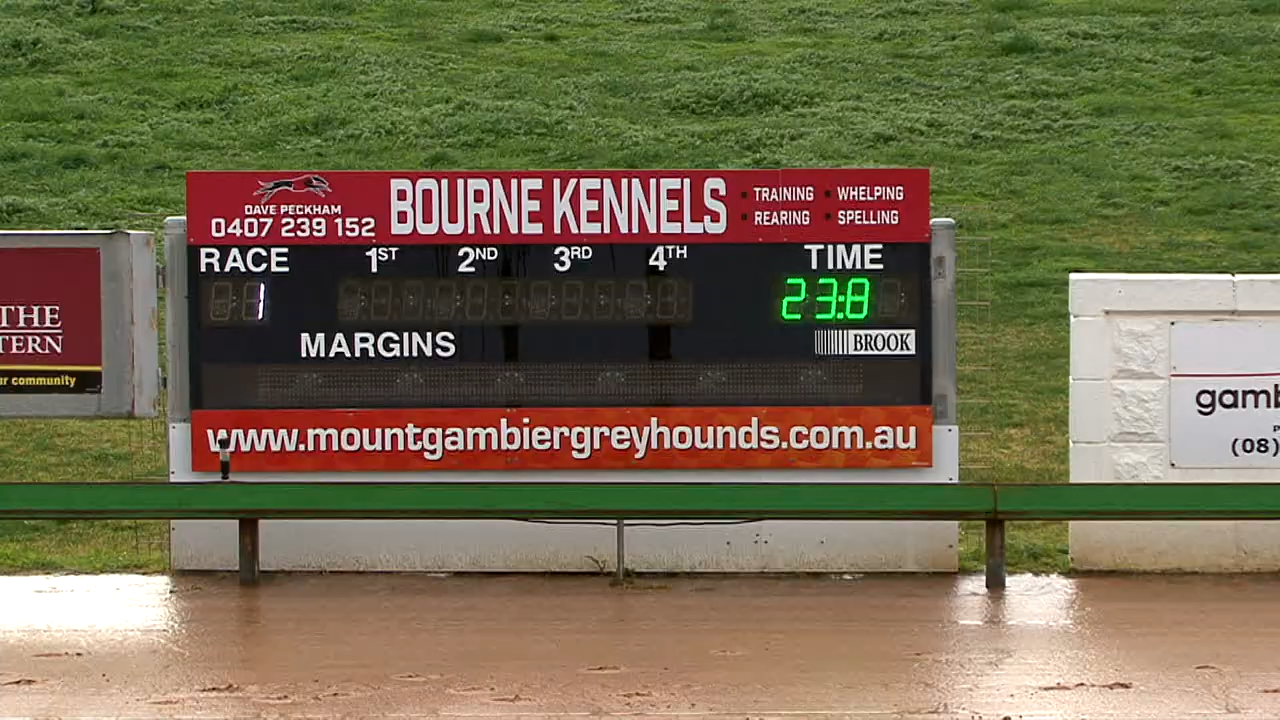 BOURNE KENNELS
DAVE PECKHAM
0407 239 152
TRAINING
WHELPING
REARING
SPELLING
RACE 1ST 2ND 3RD 4TH TIME
1 23:8
MARGINS
BROOK
www.mountgambiergreyhounds.com.au
THE
TERN
ur community
gamb
(08)